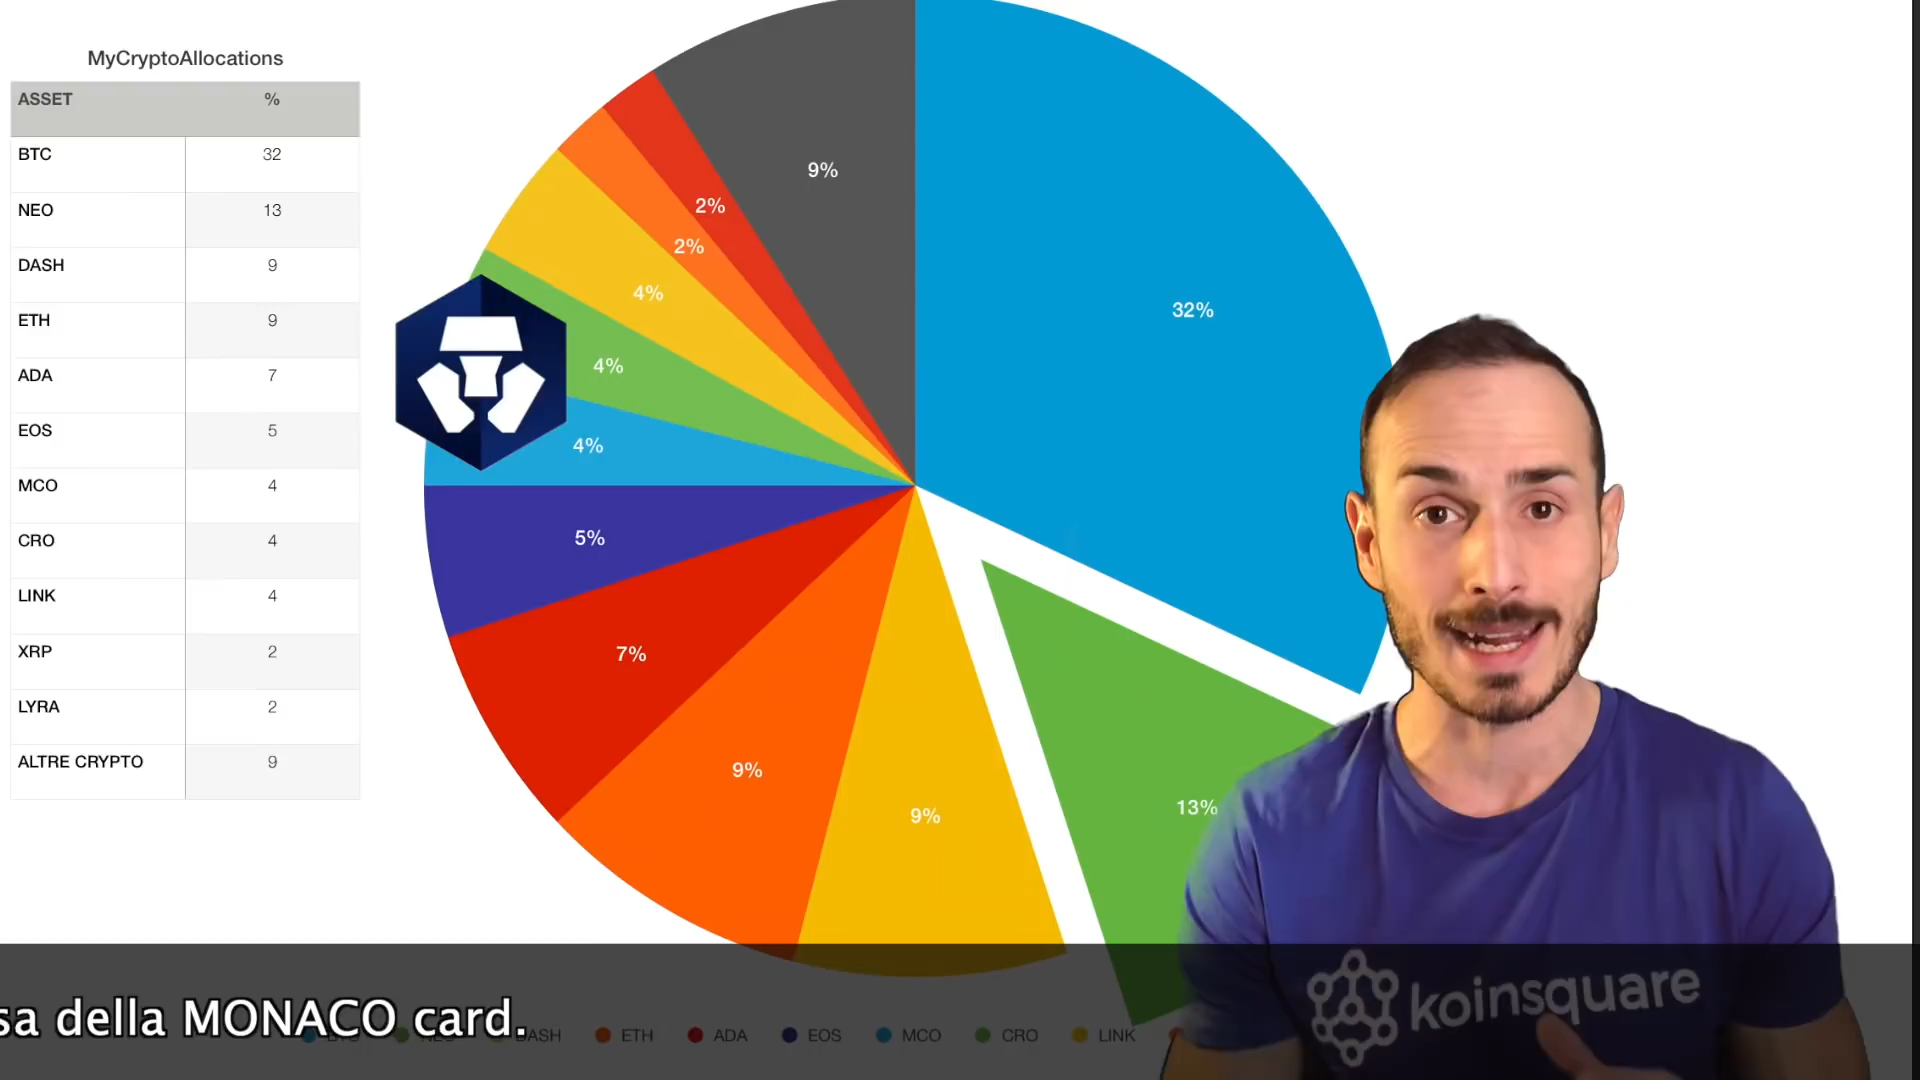 MyCryptoAllocations
ASSET %
BTC 32
NEO 13
DASH 9
ETH 9
ADA 7
EOS 5
MCO 4
CRO 4
LINK 4
XRP 2
LYRA 2
ALTRE CRYPTO 9
9%
2%
2%
4%
4%
4%
5%
7%
9%
9%
32%
13%
koinsquare
della MONACO card.
BTC NEO DASH ETH ADA EOS MCO CRO LINK